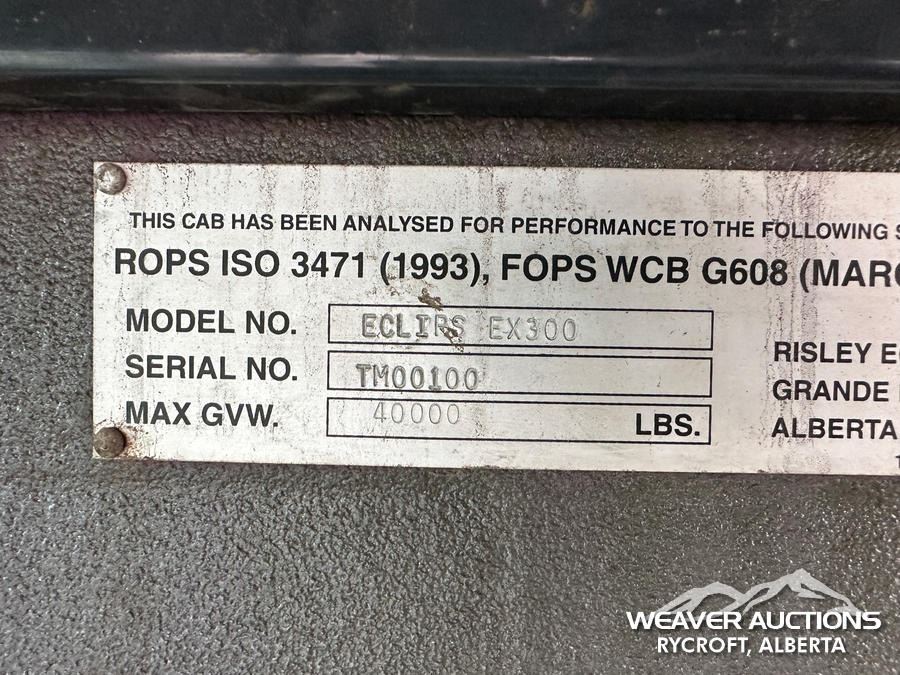 THIS CAB HAS BEEN ANALYSED FOR PERFORMANCE TO THE FOLLOWING
ROPS ISO 3471 (1993), FOPS WCB G608
MODEL NO. ECLIPS EX300
SERIAL NO. TM00100
MAX GVW. 40000 LBS.
RISLEY
GRANDE
ALBERTA
WEAVER AUCTIONS
RYCROFT, ALBERTA